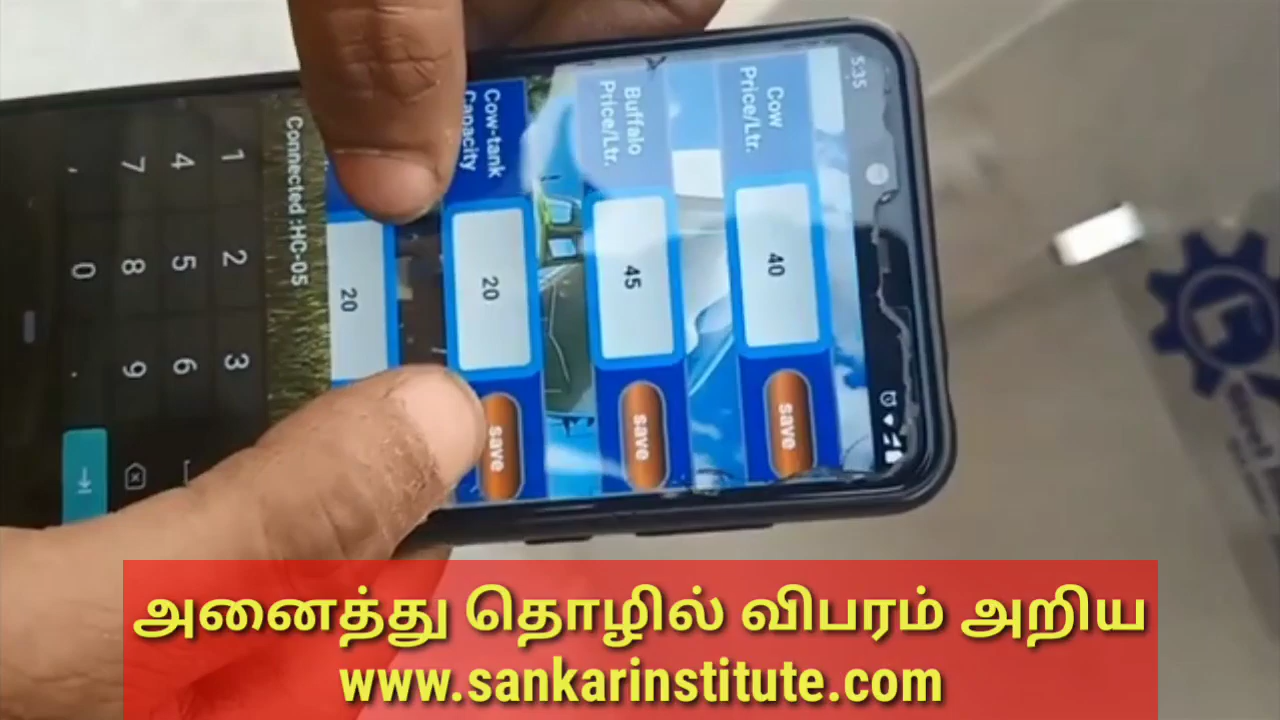 5:35
Cow
Price/Ltr.
40
save
Buffalo
Price/Ltr.
45
save
Cow-tank
Capacity
20
save
20
Connected :HC-05
1 2 3
4 5 6
7 8 9
, 0 .
அனைத்து தொழில் விபரம் அறிய
www.sankarinstitute.com